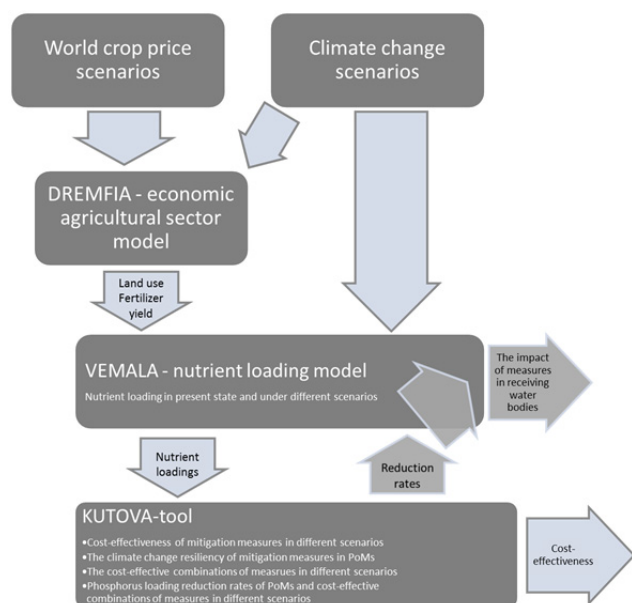 World crop price
scenarios
Climate change
scenarios
DREMFIA - economic
agricultural sector
model
Land use
Fertilizer
yield
VEMALA - nutrient loading model
Nutrient loading in present state and under different scenarios
The impact
of measures
in receiving
water
bodies
Nutrient
loadings
Reduction
rates
KUTOVA-tool
•Cost-effectiveness of mitigation measures in different scenarios
•The climate change resiliency of mitigation measures in PoMs
•The cost-effective combinations of measrues in different scenarios
•Phosphorus loading reduction rates of PoMs and cost-effective
combinations of measures in different scenarios
Cost-
effectiveness